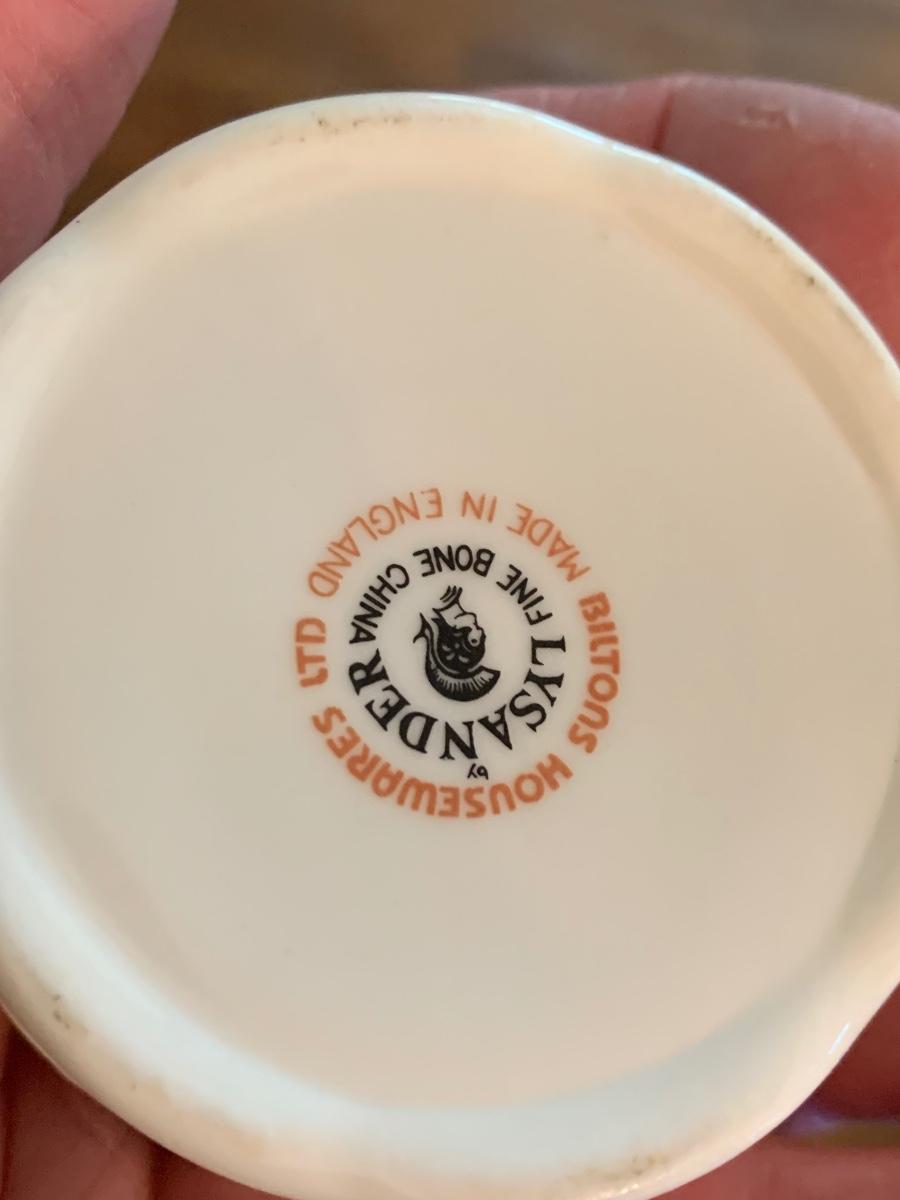 LYSANDER
FINE BONE CHINA
by
BILTONS HOUSEWARES LTD
MADE IN ENGLAND